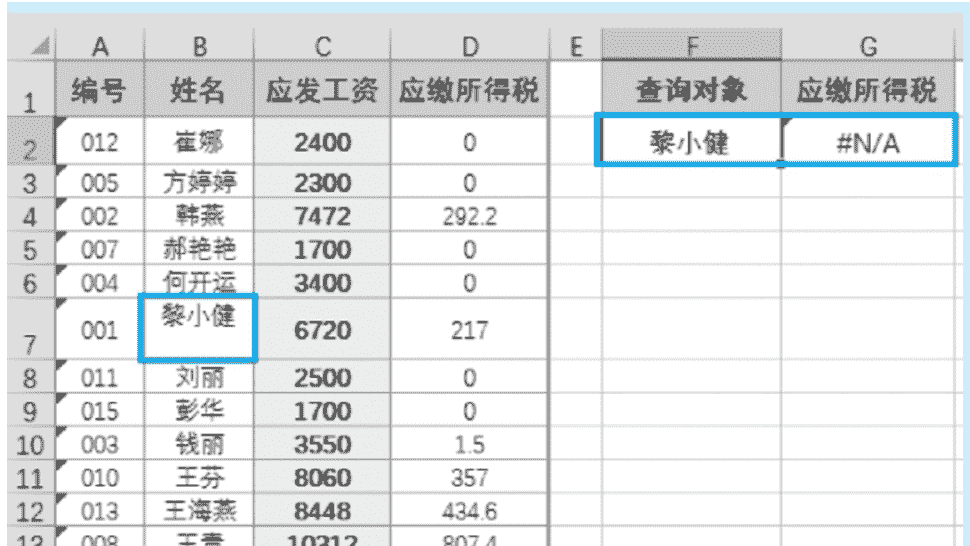 A B C D E F G
1 编号 姓名 应发工资 应缴所得税 查询对象 应缴所得税
2 012 崔娜 2400 0 黎小健 #N/A
3 005 方婷婷 2300 0
4 002 韩燕 7472 292.2
5 007 郝艳艳 1700 0
6 004 何开运 3400 0
7 001 黎小健 6720 217
8 011 刘丽 2500 0
9 015 彭华 1700 0
10 003 钱丽 3550 1.5
11 010 王芬 8060 357
12 013 王海燕 8448 434.6
13 008 10312 807.4